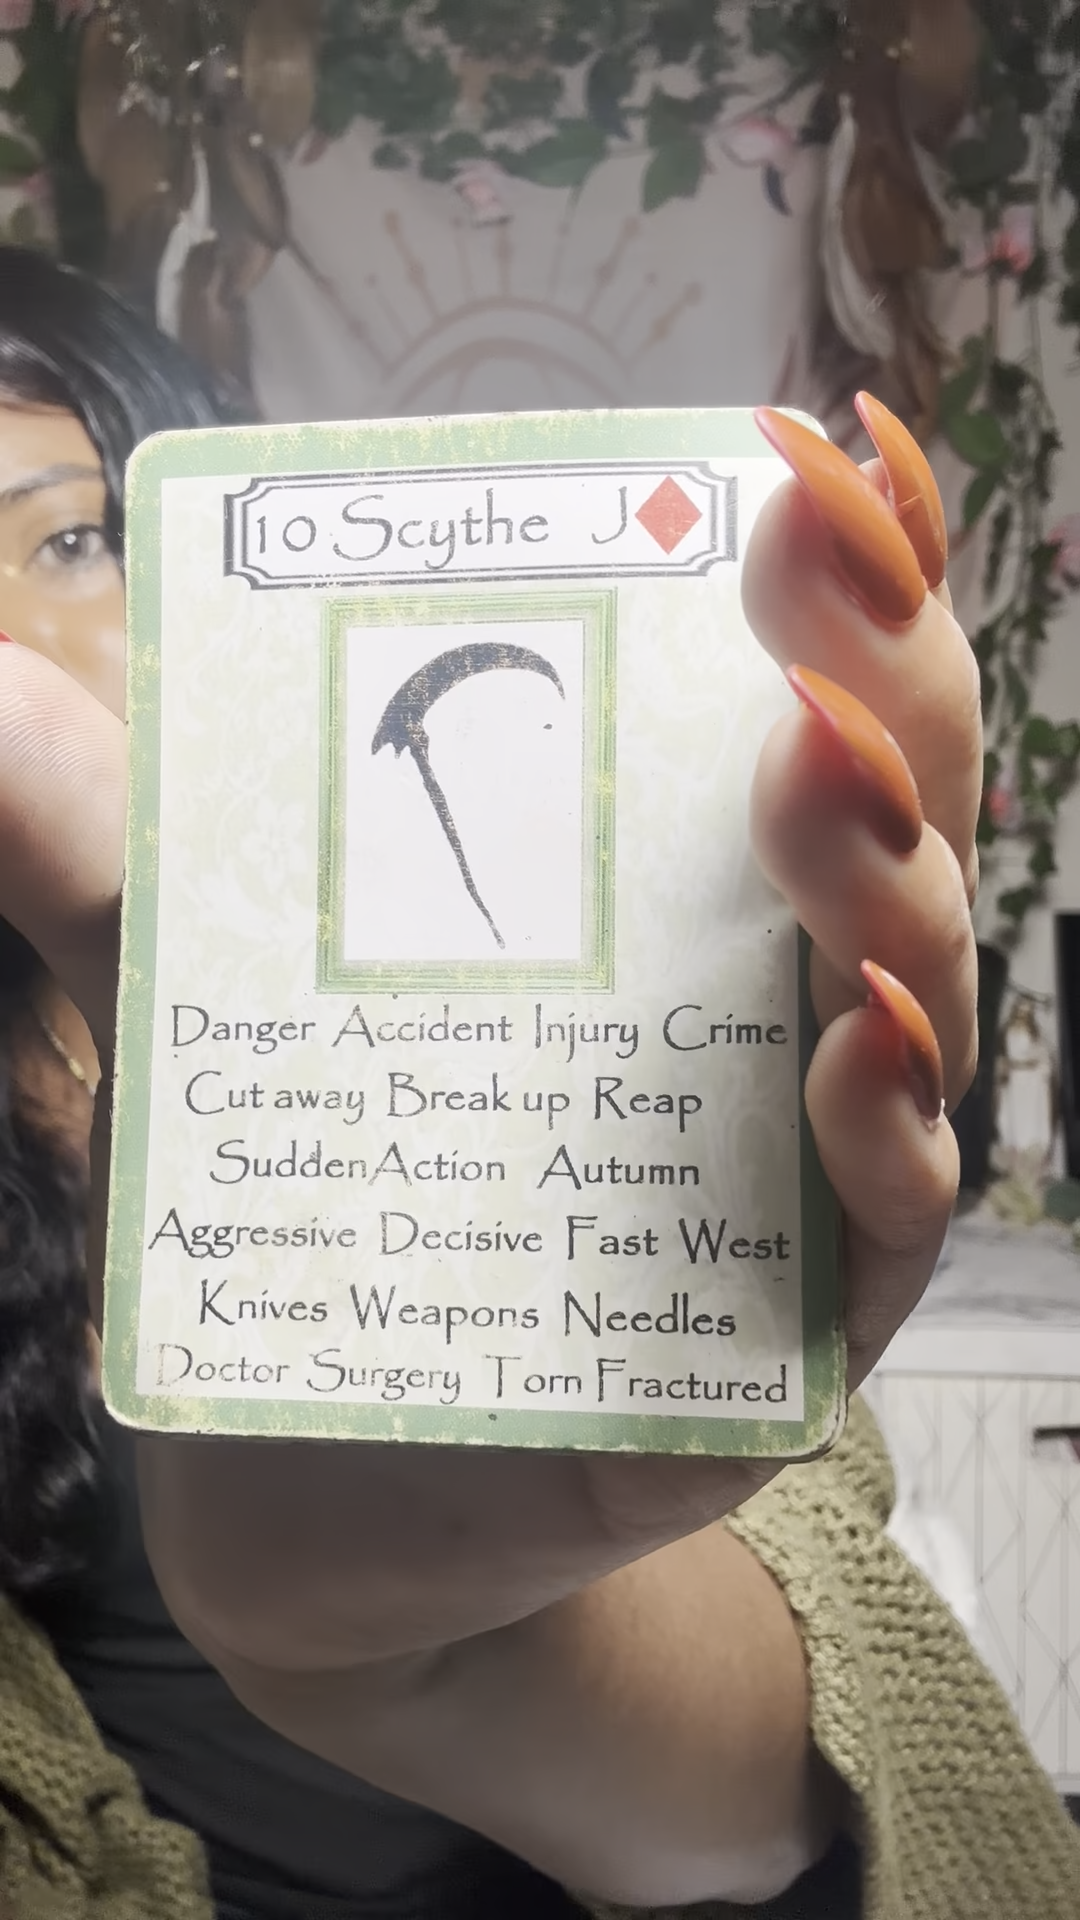 10 Scythe J♦
Danger Accident Injury Crime
Cut away Break up Reap
Sudden Action Autumn
Aggressive Decisive Fast West
Knives Weapons Needles
Doctor Surgery Torn Fractured